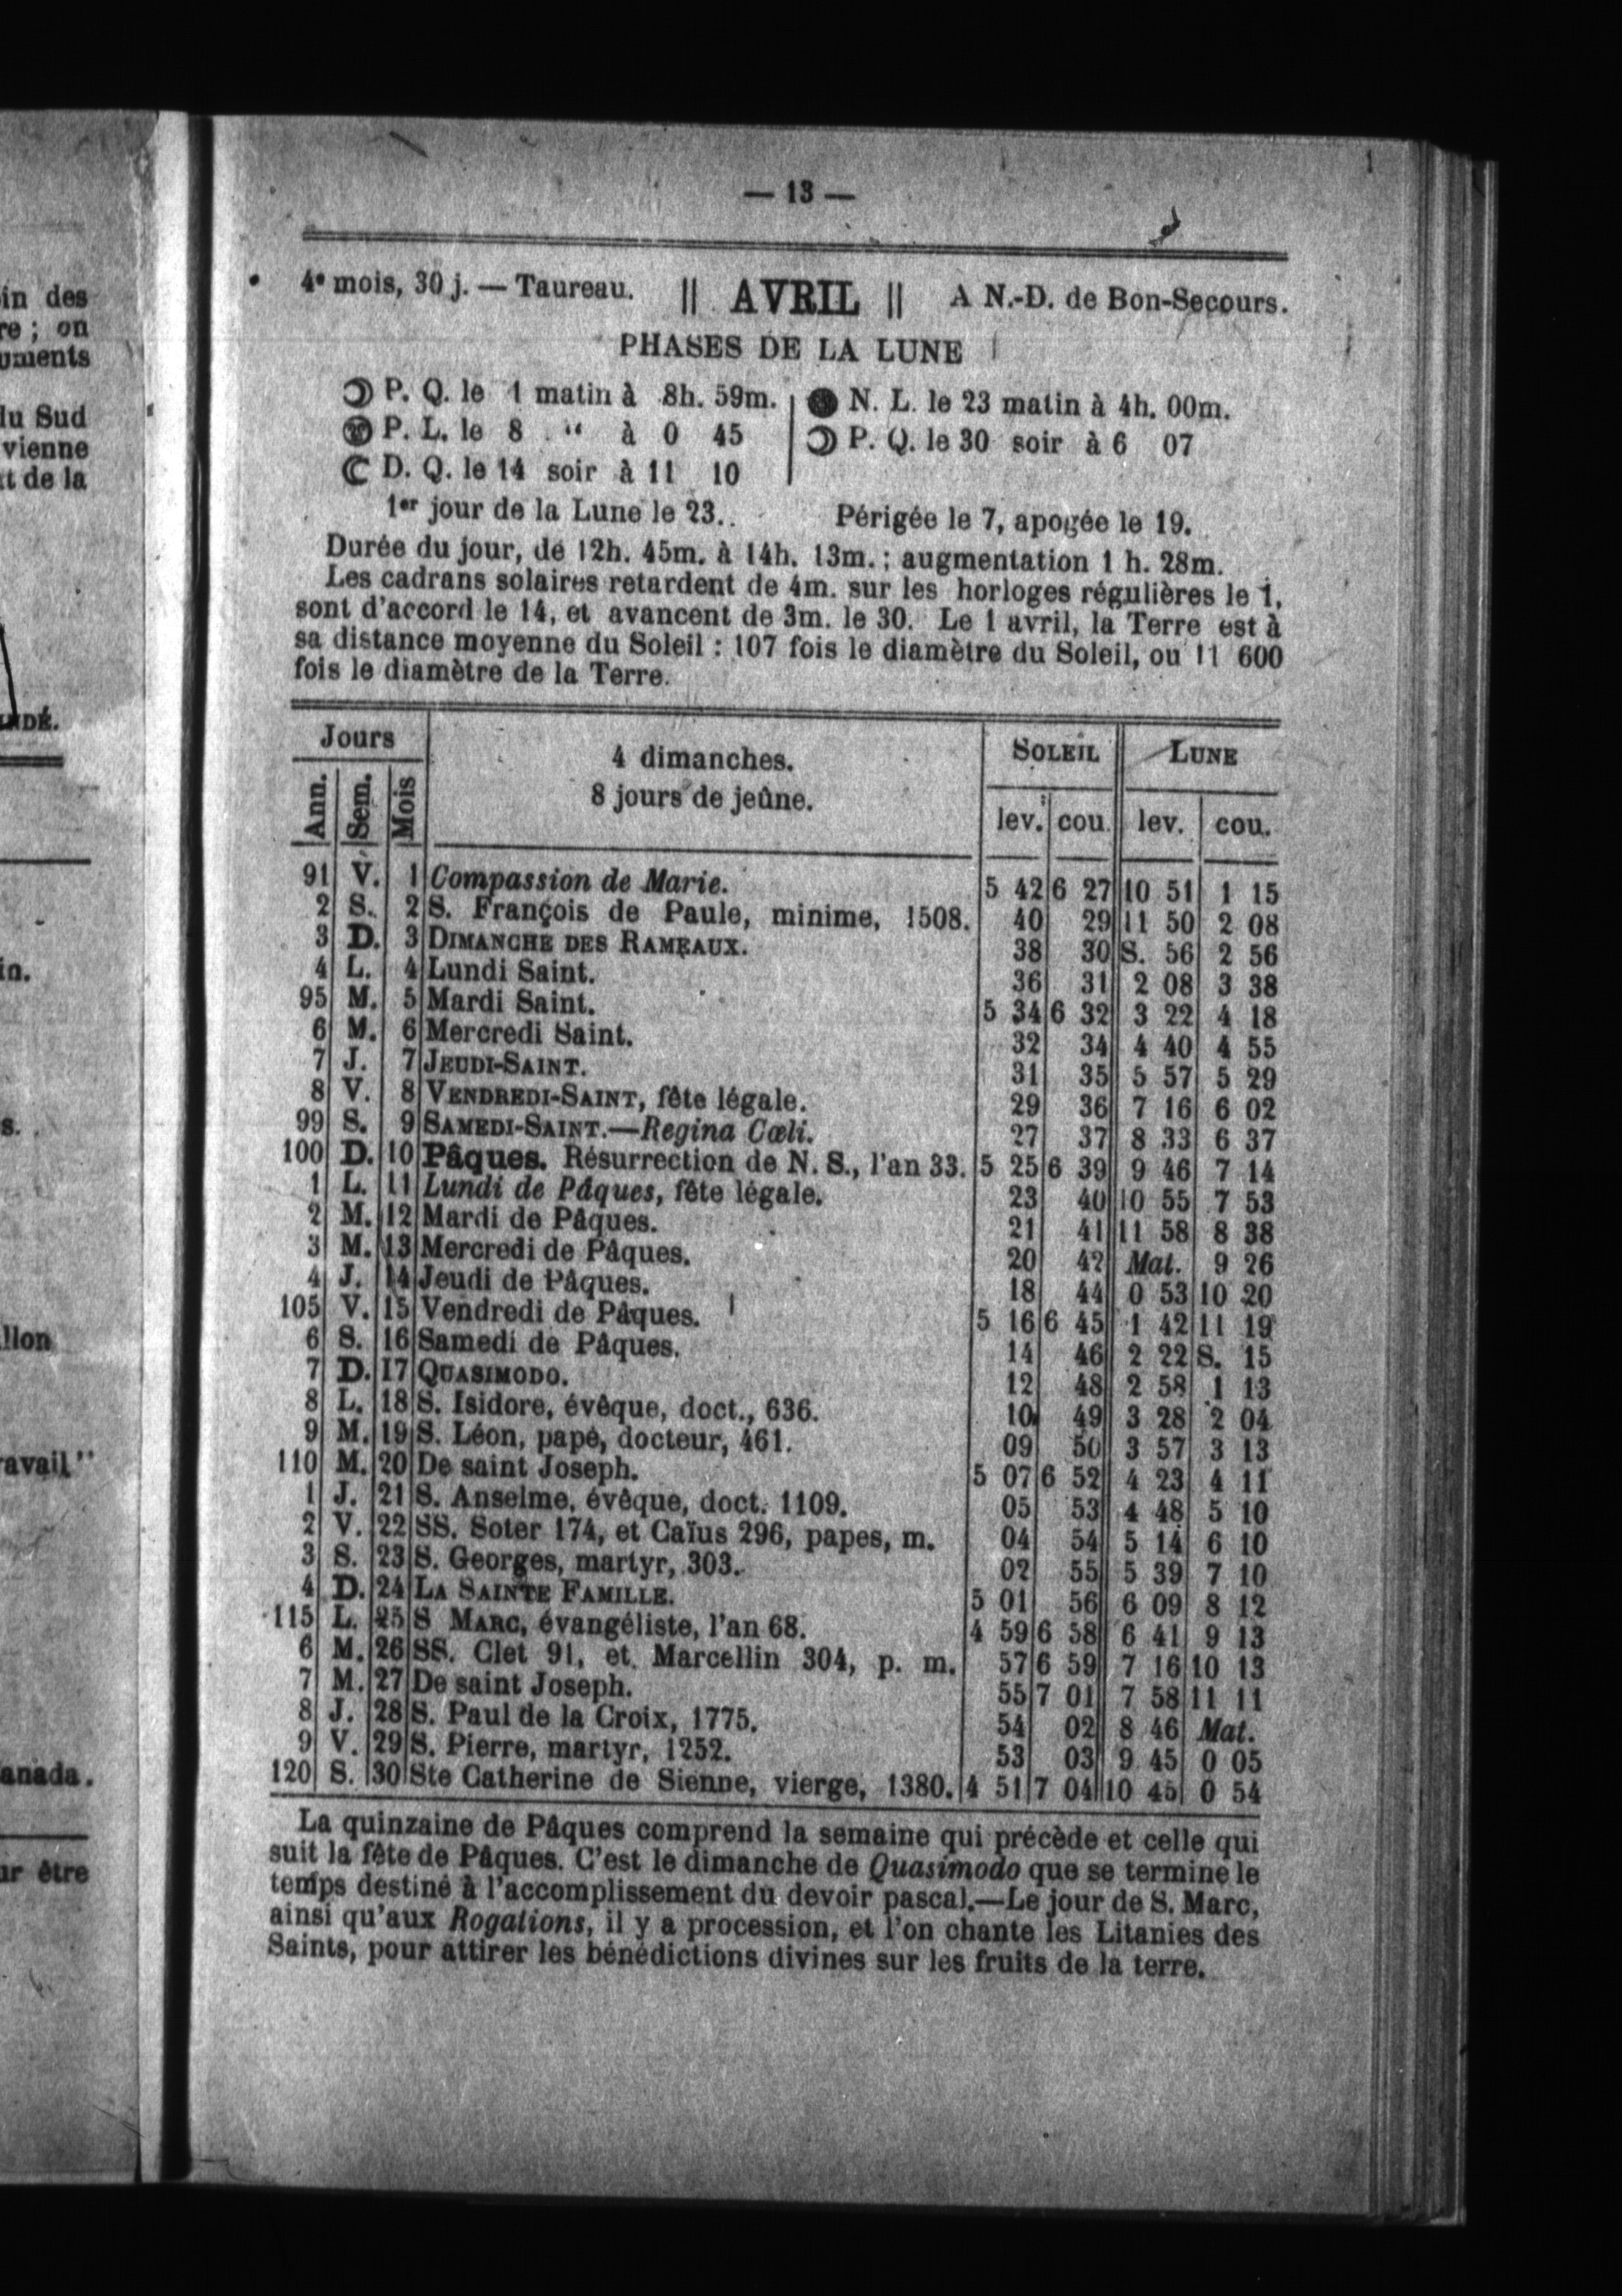 — 13 —
4e mois, 30 j. — Taureau. || AVRIL || A N.-D. de Bon-Secours.
PHASES DE LA LUNE
P. Q. le 1 matin à 8h. 59m.
P. L. le 8 " à 0 45
D. Q. le 14 soir à 11 10
N. L. le 23 matin à 4h. 00m.
P. Q. le 30 soir à 6 07
1er jour de la Lune le 23. Périgée le 7, apogée le 19.
Durée du jour, de 12h. 45m. à 14h. 13m.; augmentation 1 h. 28m.
Les cadrans solaires retardent de 4m. sur les horloges régulières le 1,
sont d'accord le 14, et avancent de 3m. le 30. Le 1 avril, la Terre est à
sa distance moyenne du Soleil : 107 fois le diamètre du Soleil, ou 11 600
fois le diamètre de la Terre.
Jours 4 dimanches. SOLEIL LUNE
8 jours de jeûne.
Ann. Sem. Mois lev. cou. lev. cou.
91 V. 1 Compassion de Marie. 5 42 6 27 10 51 1 15
2 S. 2 S. François de Paule, minime, 1508. 40 29 11 50 2 08
3 D. 3 DIMANCHE DES RAMEAUX. 38 30 S. 56 2 56
4 L. 4 Lundi Saint. 36 31 2 08 3 38
95 M. 5 Mardi Saint. 5 34 6 32 3 22 4 18
6 M. 6 Mercredi Saint. 32 34 4 40 4 55
7 J. 7 JEUDI-SAINT. 31 35 5 57 5 29
8 V. 8 VENDREDI-SAINT, fête légale. 29 36 7 16 6 02
99 S. 9 SAMEDI-SAINT.—Regina Cœli. 27 37 8 33 6 37
100 D. 10 Pâques. Résurrection de N. S., l'an 33. 5 25 6 39 9 46 7 14
1 L. 11 Lundi de Pâques, fête légale. 23 40 10 55 7 53
2 M. 12 Mardi de Pâques. 21 41 11 58 8 38
3 M. 13 Mercredi de Pâques. 20 42 Mat. 9 26
4 J. 14 Jeudi de Pâques. 18 44 0 53 10 20
105 V. 15 Vendredi de Pâques. 5 16 6 45 1 42 11 19
6 S. 16 Samedi de Pâques. 14 46 2 22 S. 15
7 D. 17 QUASIMODO. 12 48 2 58 1 13
8 L. 18 S. Isidore, évêque, doct., 636. 10 49 3 28 2 04
9 M. 19 S. Léon, pape, docteur, 461. 09 50 3 57 3 13
110 M. 20 De saint Joseph. 5 07 6 52 4 23 4 11
1 J. 21 S. Anselme, évêque, doct. 1109. 05 53 4 48 5 10
2 V. 22 SS. Soter 174, et Caïus 296, papes, m. 04 54 5 14 6 10
3 S. 23 S. Georges, martyr, 303. 02 55 5 39 7 10
4 D. 24 LA SAINTE FAMILLE. 5 01 56 6 09 8 12
115 L. 25 S MARC, évangéliste, l'an 68. 4 59 6 58 6 41 9 13
6 M. 26 SS. Clet 91, et Marcellin 304, p. m. 57 6 59 7 16 10 13
7 M. 27 De saint Joseph. 55 7 01 7 58 11 11
8 J. 28 S. Paul de la Croix, 1775. 54 02 8 46 Mat.
9 V. 29 S. Pierre, martyr, 1252. 53 03 9 45 0 05
120 S. 30 Ste Catherine de Sienne, vierge, 1380. 4 51 7 04 10 45 0 54
La quinzaine de Pâques comprend la semaine qui précède et celle qui
suit la fête de Pâques. C'est le dimanche de Quasimodo que se termine le
temps destiné à l'accomplissement du devoir pascal.—Le jour de S. Marc,
ainsi qu'aux Rogations, il y a procession, et l'on chante les Litanies des
Saints, pour attirer les bénédictions divines sur les fruits de la terre.
in des
re ; on
uments
du Sud
vienne
t de la
NDÉ.
in.
s.
llon
ravail"
anada.
ur être